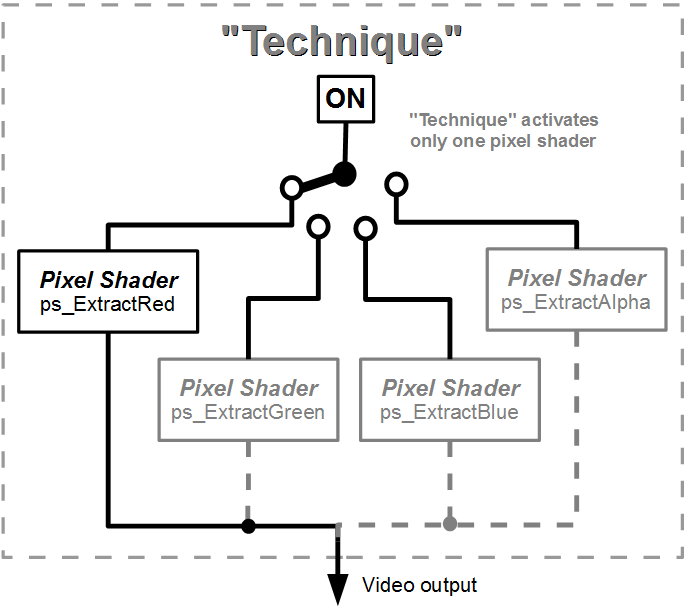 "Technique"
ON
"Technique" activates
only one pixel shader
Pixel Shader
ps_ExtractRed
Pixel Shader
ps_ExtractAlpha
Pixel Shader
ps_ExtractGreen
Pixel Shader
ps_ExtractBlue
Video output